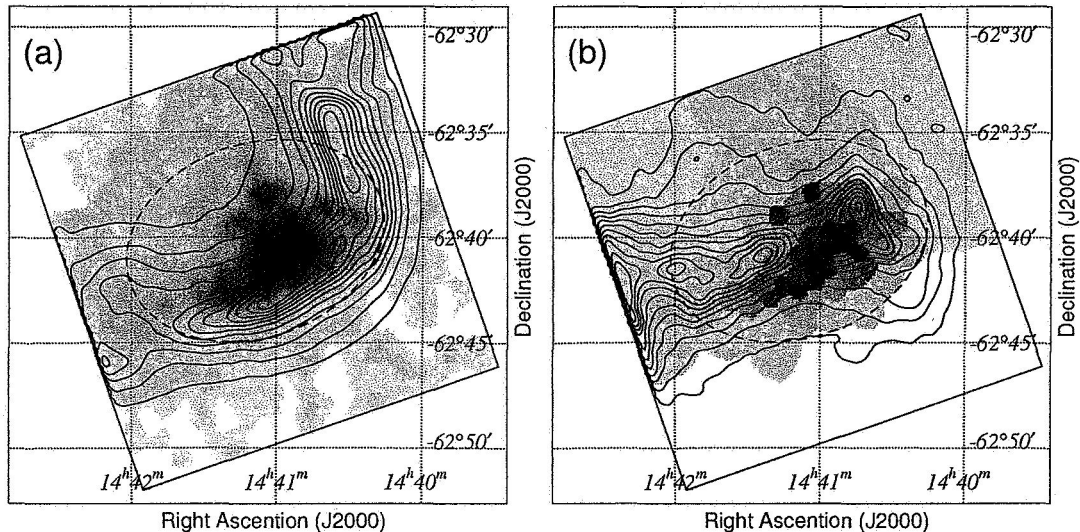 (a)
-62°30′
-62°35′
-62°40′
-62°45′
-62°50′
14ʰ42ᵐ
14ʰ41ᵐ
14ʰ40ᵐ
Right Ascention (J2000)
Declination (J2000)
(b)
-62°30′
-62°35′
-62°40′
-62°45′
-62°50′
14ʰ42ᵐ
14ʰ41ᵐ
14ʰ40ᵐ
Right Ascention (J2000)
Declination (J2000)